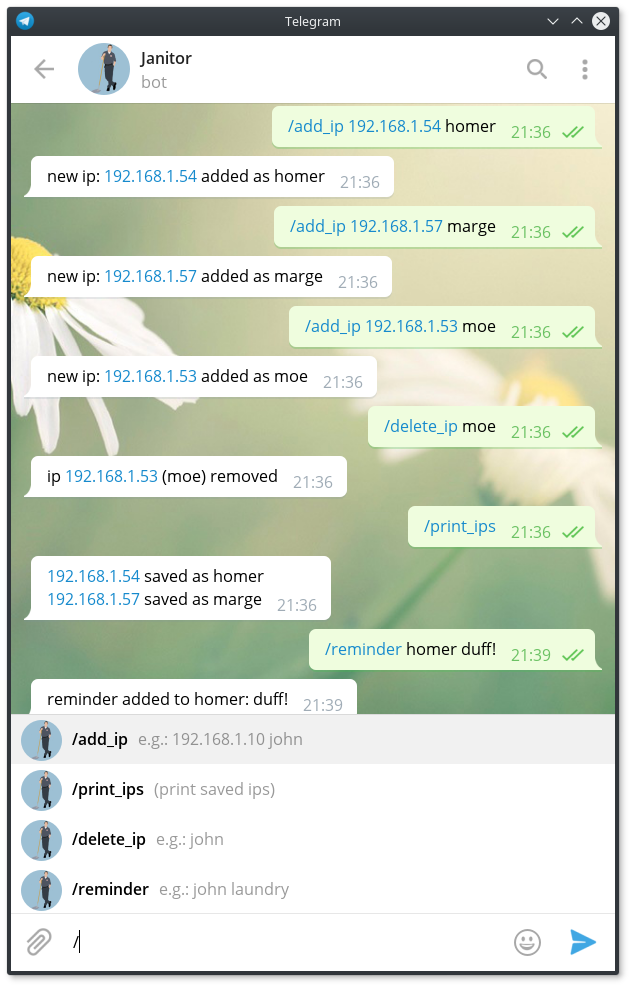 Telegram
Janitor
bot
/add_ip 192.168.1.54 homer 21:36
new ip: 192.168.1.54 added as homer 21:36
/add_ip 192.168.1.57 marge 21:36
new ip: 192.168.1.57 added as marge 21:36
/add_ip 192.168.1.53 moe 21:36
new ip: 192.168.1.53 added as moe 21:36
/delete_ip moe 21:36
ip 192.168.1.53 (moe) removed 21:36
/print_ips 21:36
192.168.1.54 saved as homer
192.168.1.57 saved as marge 21:36
/reminder homer duff! 21:39
reminder added to homer: duff! 21:39
/add_ip e.g.: 192.168.1.10 john
/print_ips (print saved ips)
/delete_ip e.g.: john
/reminder e.g.: john laundry
/